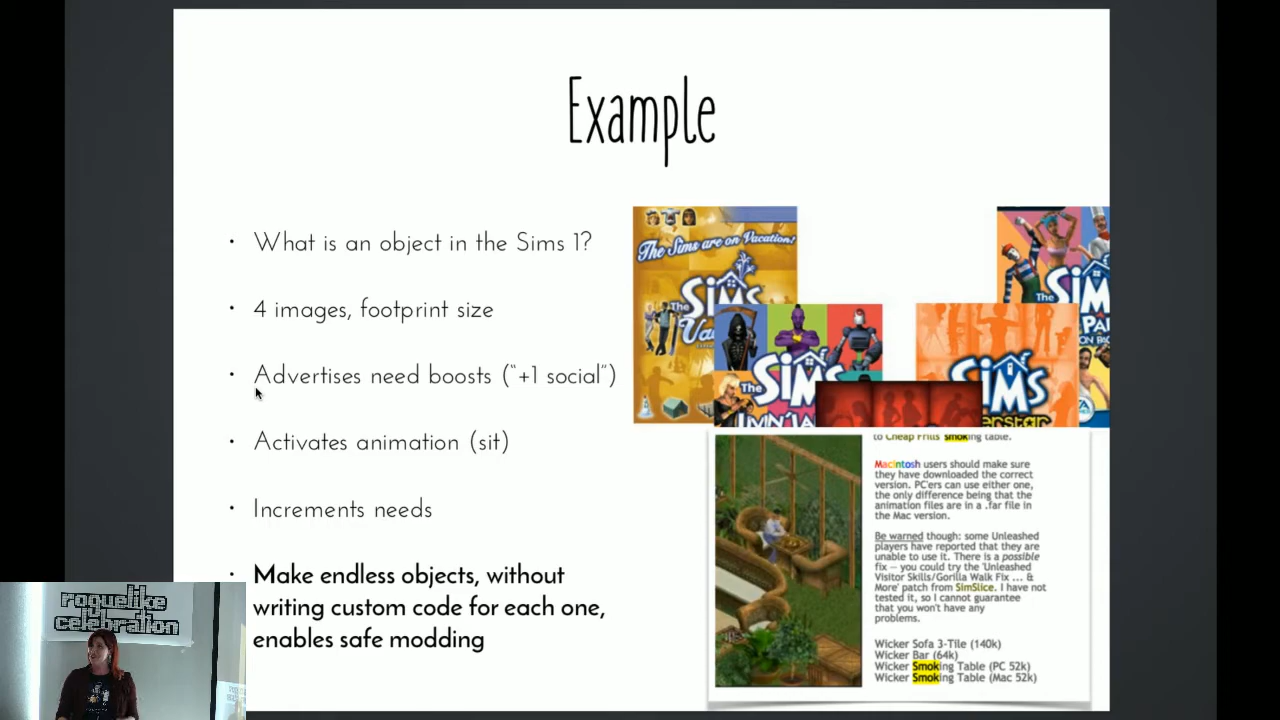 Example
What is an object in the Sims 1?
4 images, footprint size
Advertises need boosts ("+1 social")
Activates animation (sit)
Increments needs
Make endless objects, without
writing custom code for each one,
enables safe modding
The Sims are on Vacation!
The SiMS
The SiMS
SiMS
The
to Cheap Frills smoking table.
Macintosh users should make sure
they have downloaded the correct
version. PC'ers can use either one,
the only difference being that the
animation files are in a .far file in
the Mac version.
Be warned though: some Unleashed
players have reported that they are
unable to use it. There is a possible
fix -- you could try the 'Unleashed
Visitor Skills/Gorilla Walk Fix ... &
More' patch from SimSlice. I have not
tested it, so I cannot guarantee
that you won't have any
problems.
Wicker Sofa 3-Tile (140k)
Wicker Bar (64k)
Wicker Smoking Table (PC 52k)
Wicker Smoking Table (Mac 52k)
roguelike
celebration